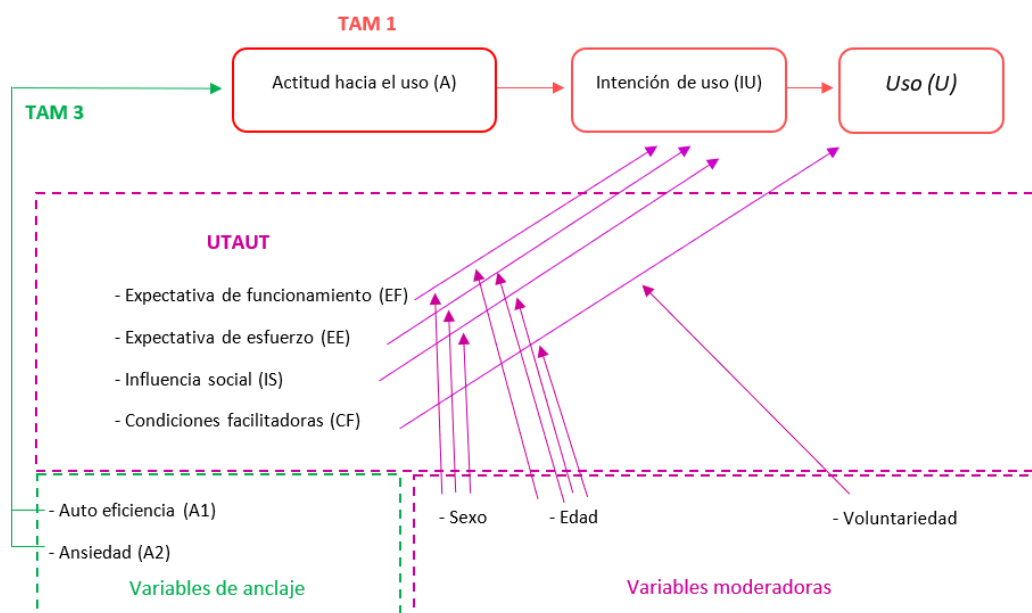 TAM 1
Actitud hacia el uso (A)
Intención de uso (IU)
Uso (U)
TAM 3
UTAUT
- Expectativa de funcionamiento (EF)
- Expectativa de esfuerzo (EE)
- Influencia social (IS)
- Condiciones facilitadoras (CF)
- Auto eficiencia (A1)
- Ansiedad (A2)
Variables de anclaje
- Sexo
- Edad
- Voluntariedad
Variables moderadoras